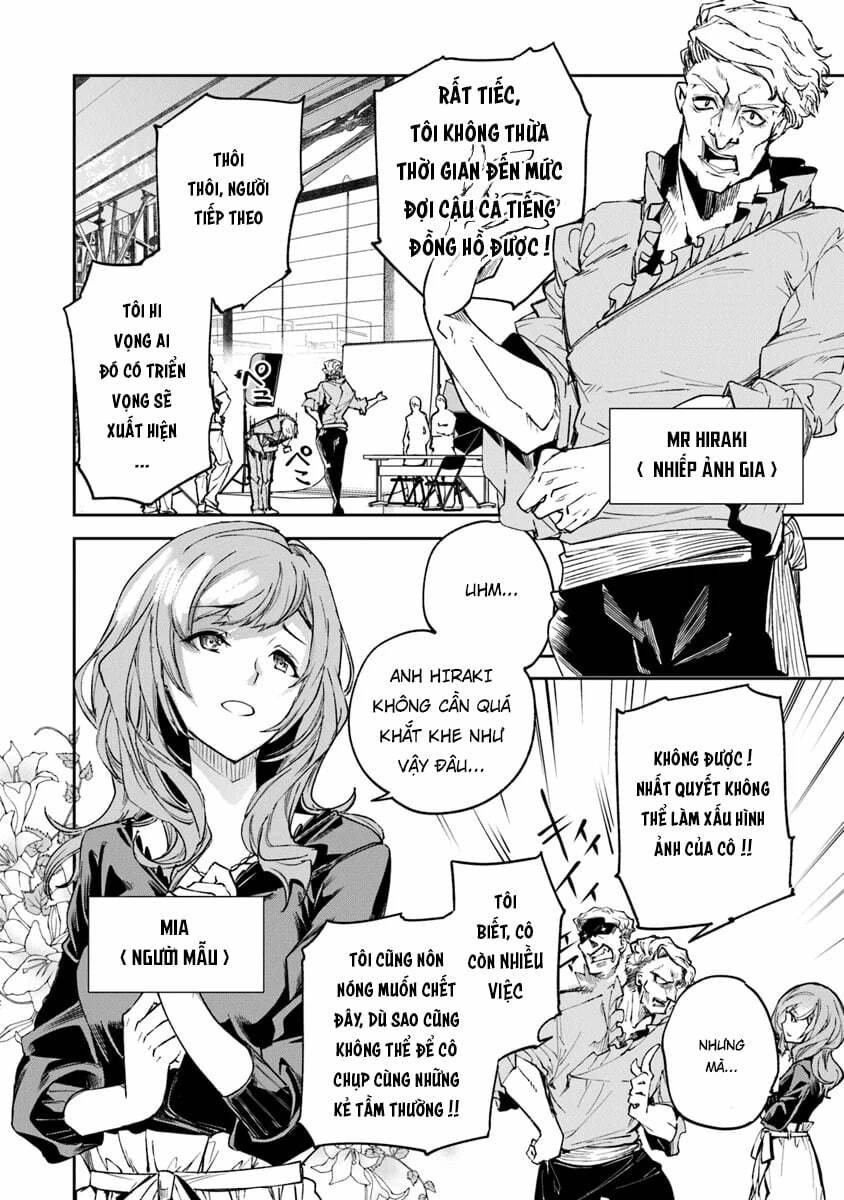 RẤT TIẾC,
TÔI KHÔNG THỪA
THỜI GIAN ĐẾN MỨC
ĐỢI CẬU CẢ TIẾNG
ĐỒNG HỒ ĐƯỢC !
THÔI
THÔI, NGƯỜI
TIẾP THEO
TÔI HI
VỌNG AI
ĐÓ CÓ TRIỂN
VỌNG SẼ
XUẤT HIỆN
...
ペコ
ペコ
MR HIRAKI
( NHIẾP ẢNH GIA )
UHM...
ANH HIRAKI
KHÔNG CẦN QUÁ
KHẮT KHE NHƯ
VẬY ĐÂU...
MIA
( NGƯỜI MẪU )
KHÔNG ĐƯỢC !
NHẤT QUYẾT KHÔNG
THỂ LÀM XẤU HÌNH
ẢNH CỦA CÔ !!
TÔI
BIẾT, CÔ
CÒN NHIỀU
VIỆC
TÔI CŨNG NÔN
NÓNG MUỐN CHẾT
ĐÂY, DÙ SAO CŨNG
KHÔNG THỂ ĐỂ CÔ
CHỤP CÙNG NHỮNG
KẺ TẦM THƯỜNG !!
NHƯNG
MÀ...